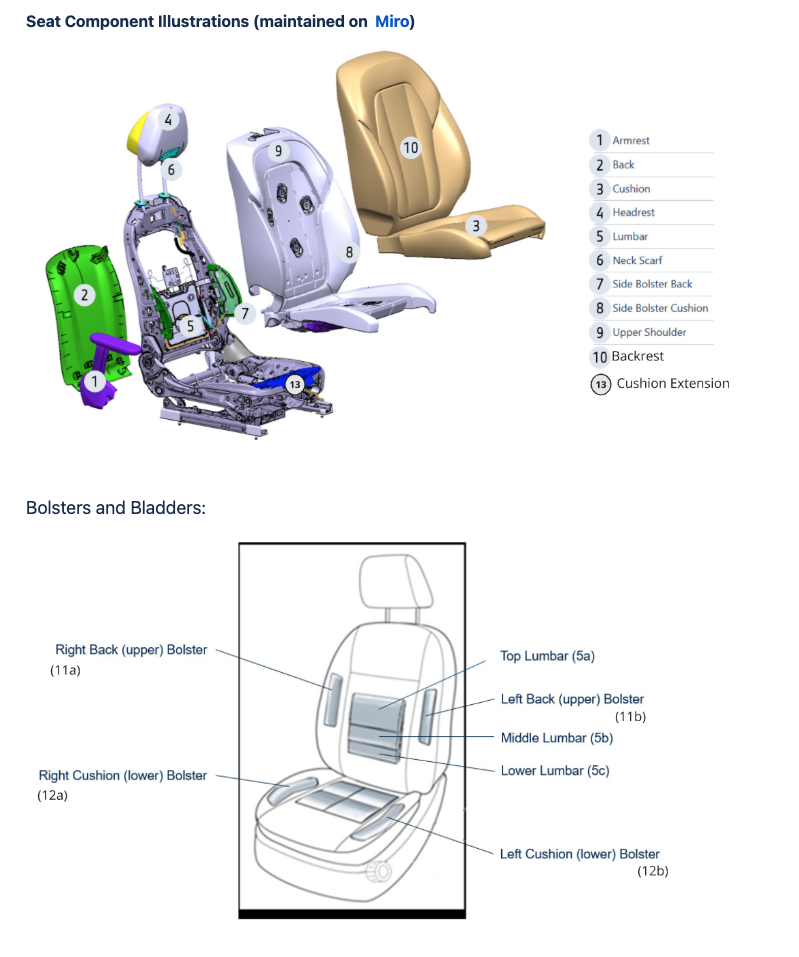 Seat Component Illustrations (maintained on Miro)
4
6
9
10
3
8
2
7
5
1
13
1 Armrest
2 Back
3 Cushion
4 Headrest
5 Lumbar
6 Neck Scarf
7 Side Bolster Back
8 Side Bolster Cushion
9 Upper Shoulder
10 Backrest
13 Cushion Extension
Bolsters and Bladders:
Right Back (upper) Bolster
(11a)
Top Lumbar (5a)
Left Back (upper) Bolster
(11b)
Middle Lumbar (5b)
Lower Lumbar (5c)
Right Cushion (lower) Bolster
(12a)
Left Cushion (lower) Bolster
(12b)